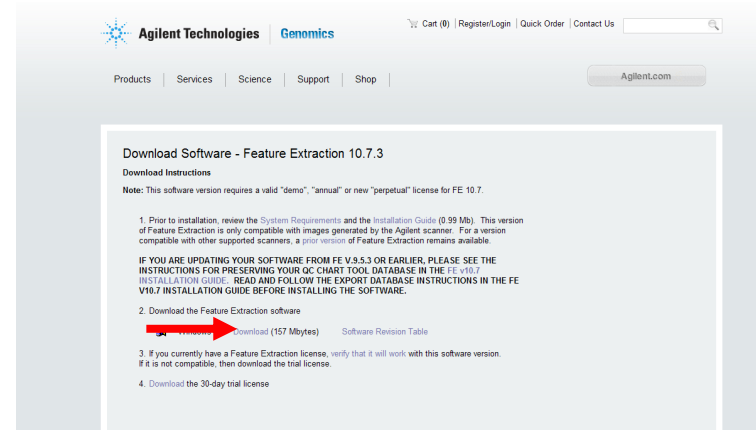 Cart (0) | Register/Login | Quick Order | Contact Us
Agilent Technologies | Genomics
Products | Services | Science | Support | Shop |
Agilent.com
Download Software - Feature Extraction 10.7.3
Download Instructions
Note: This software version requires a valid "demo", "annual" or new "perpetual" license for FE 10.7.
1. Prior to installation, review the System Requirements and the Installation Guide (0.99 Mb). This version
of Feature Extraction is only compatible with images generated by the Agilent scanner. For a version
compatible with other supported scanners, a prior version of Feature Extraction remains available.
IF YOU ARE UPDATING YOUR SOFTWARE FROM FE V.9.5.3 OR EARLIER, PLEASE SEE THE
INSTRUCTIONS FOR PRESERVING YOUR QC CHART TOOL DATABASE IN THE FE v10.7
INSTALLATION GUIDE. READ AND FOLLOW THE EXPORT DATABASE INSTRUCTIONS IN THE FE
V10.7 INSTALLATION GUIDE BEFORE INSTALLING THE SOFTWARE.
2. Download the Feature Extraction software
Download (157 Mbytes) Software Revision Table
3. If you currently have a Feature Extraction license, verify that it will work with this software version.
If it is not compatible, then download the trial license.
4. Download the 30-day trial license